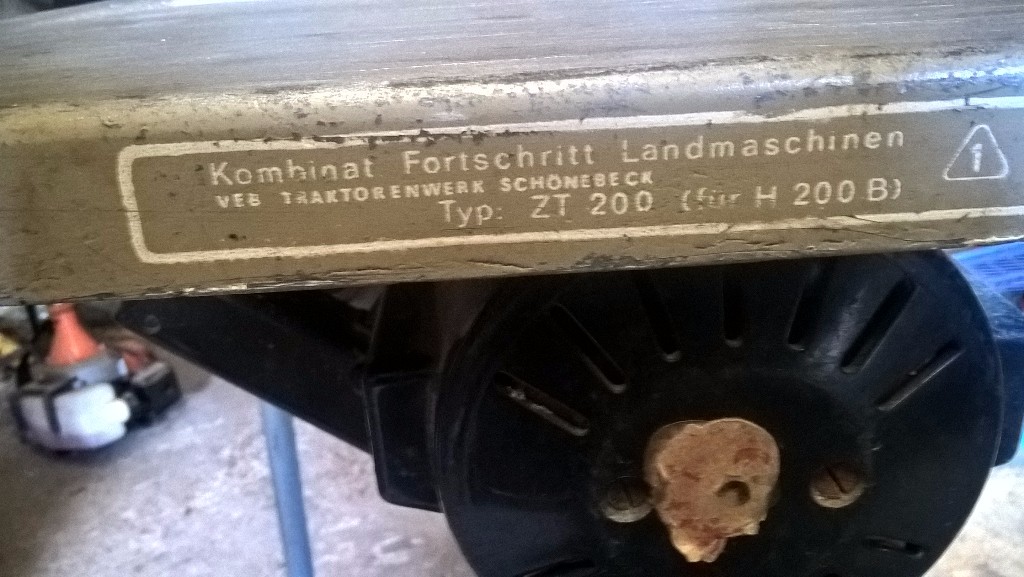 Kombinat Fortschritt Landmaschinen
VEB TRAKTORENWERK SCHÖNEBECK
Typ: ZT 200 (für H 200 B)
1